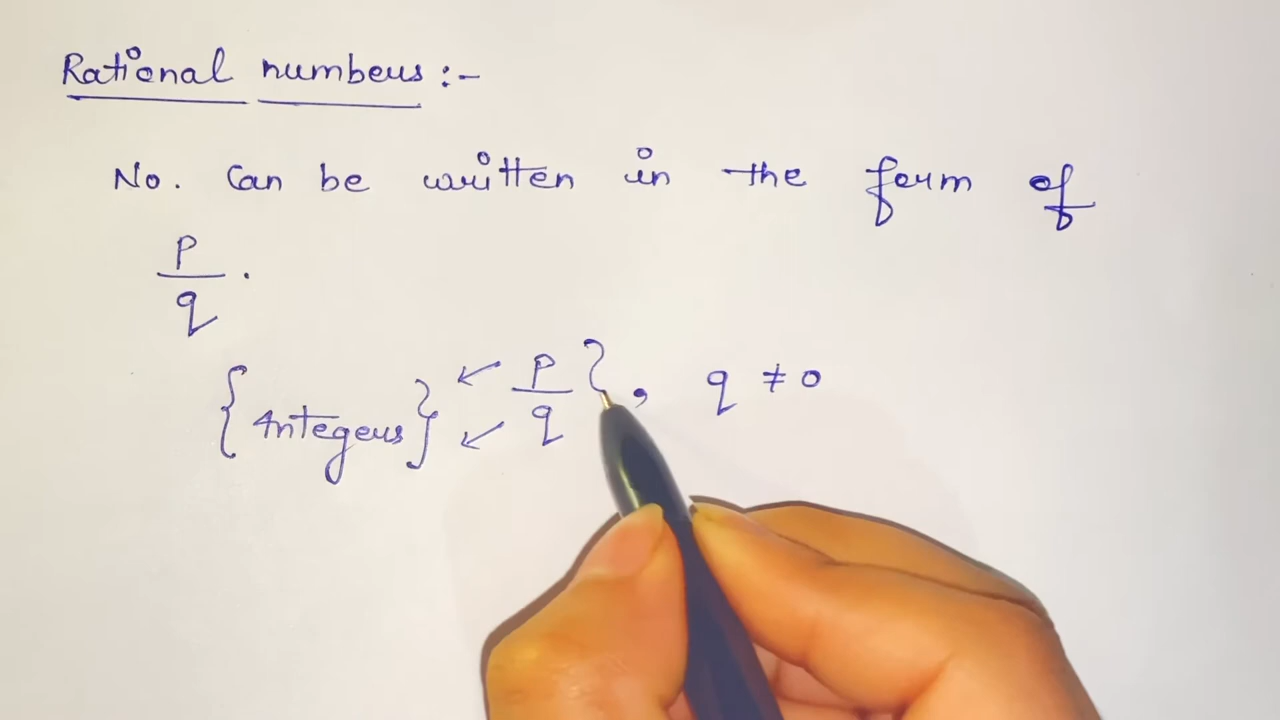 Rational numbers :-
No. Can be written in the form of
P/q .
{Integers} ↙ P/q } , q ≠ 0